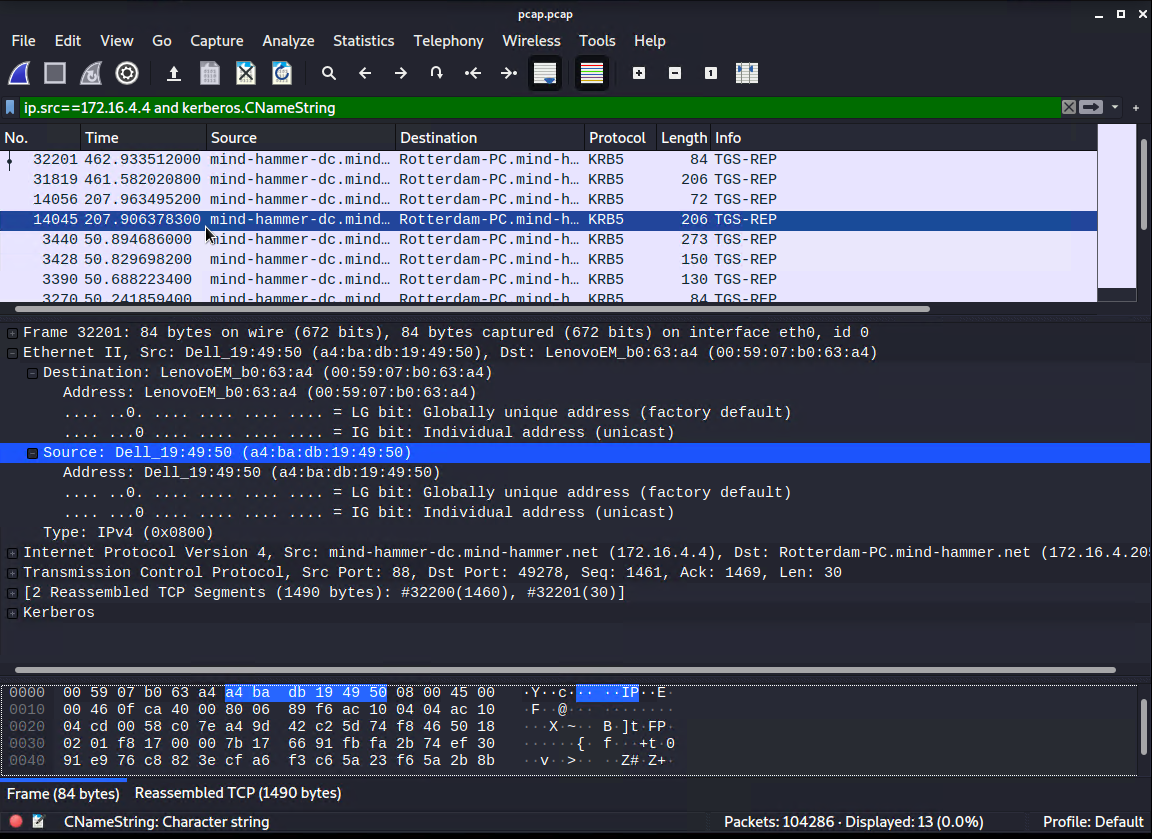 pcap.pcap
File Edit View Go Capture Analyze Statistics Telephony Wireless Tools Help
ip.src==172.16.4.4 and kerberos.CNameString
No. Time Source Destination Protocol Length Info
32201 462.933512000 mind-hammer-dc.mind… Rotterdam-PC.mind-h… KRB5 84 TGS-REP
31819 461.582020800 mind-hammer-dc.mind… Rotterdam-PC.mind-h… KRB5 206 TGS-REP
14056 207.963495200 mind-hammer-dc.mind… Rotterdam-PC.mind-h… KRB5 72 TGS-REP
14045 207.906378300 mind-hammer-dc.mind… Rotterdam-PC.mind-h… KRB5 206 TGS-REP
3440 50.894686000 mind-hammer-dc.mind… Rotterdam-PC.mind-h… KRB5 273 TGS-REP
3428 50.829698200 mind-hammer-dc.mind… Rotterdam-PC.mind-h… KRB5 150 TGS-REP
3390 50.688223400 mind-hammer-dc.mind… Rotterdam-PC.mind-h… KRB5 130 TGS-REP
3270 50.241859400 mind-hammer-dc.mind… Rotterdam-PC.mind-h… KRB5 84 TGS-REP
Frame 32201: 84 bytes on wire (672 bits), 84 bytes captured (672 bits) on interface eth0, id 0
Ethernet II, Src: Dell_19:49:50 (a4:ba:db:19:49:50), Dst: LenovoEM_b0:63:a4 (00:59:07:b0:63:a4)
Destination: LenovoEM_b0:63:a4 (00:59:07:b0:63:a4)
Address: LenovoEM_b0:63:a4 (00:59:07:b0:63:a4)
.... ..0. .... .... .... .... = LG bit: Globally unique address (factory default)
.... ...0 .... .... .... .... = IG bit: Individual address (unicast)
Source: Dell_19:49:50 (a4:ba:db:19:49:50)
Address: Dell_19:49:50 (a4:ba:db:19:49:50)
.... ..0. .... .... .... .... = LG bit: Globally unique address (factory default)
.... ...0 .... .... .... .... = IG bit: Individual address (unicast)
Type: IPv4 (0x0800)
Internet Protocol Version 4, Src: mind-hammer-dc.mind-hammer.net (172.16.4.4), Dst: Rotterdam-PC.mind-hammer.net (172.16.4.20
Transmission Control Protocol, Src Port: 88, Dst Port: 49278, Seq: 1461, Ack: 1469, Len: 30
[2 Reassembled TCP Segments (1490 bytes): #32200(1460), #32201(30)]
Kerberos
0000 00 59 07 b0 63 a4 a4 ba db 19 49 50 08 00 45 00 ·Y··c··· ··IP··E·
0010 00 46 0f ca 40 00 80 06 89 f6 ac 10 04 04 ac 10 ·F··@··· ········
0020 04 cd 00 58 c0 7e a4 9d 42 c2 5d 74 f8 46 50 18 ···X·~·· B·]t·FP·
0030 02 01 f8 17 00 00 7b 17 66 91 fb fa 2b 74 ef 30 ······{· f···+t·0
0040 91 e9 76 c8 82 3e cf a6 f3 c6 5a 23 f6 5a 2b 8b ··v··>·· ··Z#·Z+·
Frame (84 bytes) Reassembled TCP (1490 bytes)
CNameString: Character string Packets: 104286 · Displayed: 13 (0.0%) Profile: Default